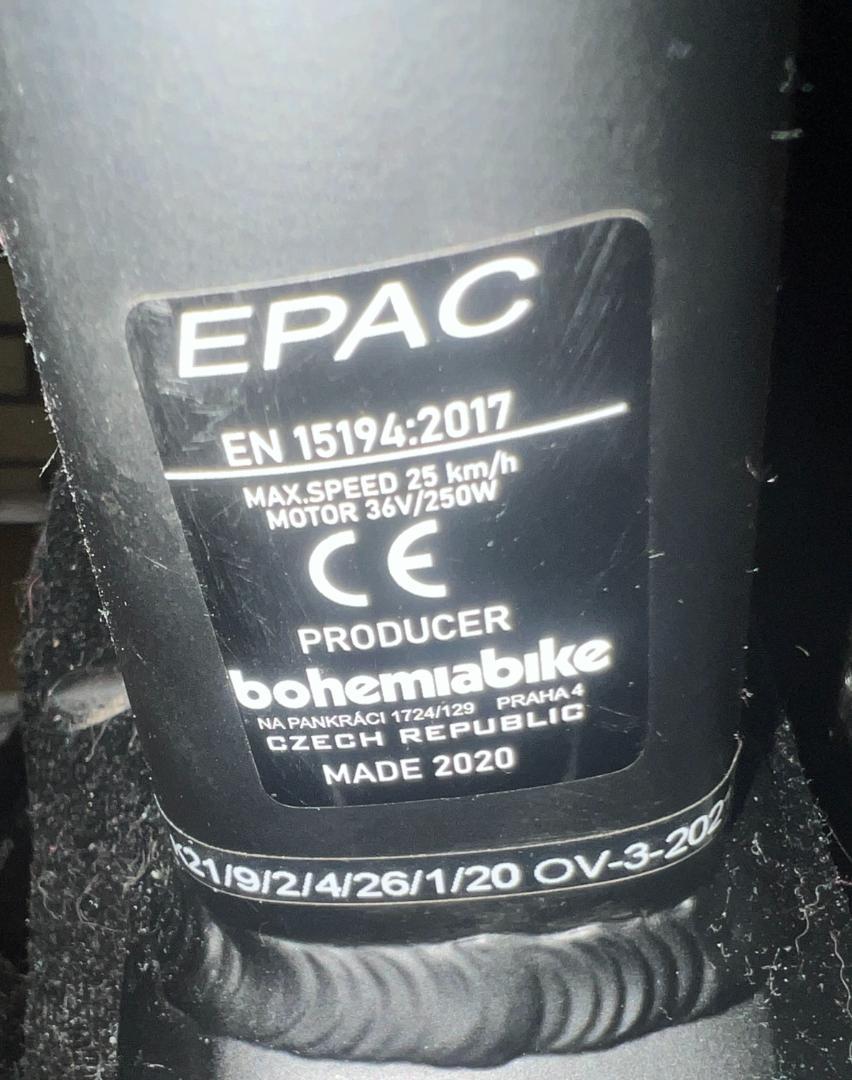 EPAC
EN 15194:2017
MAX.SPEED 25 km/h
MOTOR 36V/250W
CE
PRODUCER
bohemiabike
NA PANKRÁCI 1724/129 PRAHA 4
CZECH REPUBLIC
MADE 2020
21/9/2/4/26/1/20 OV-3-202